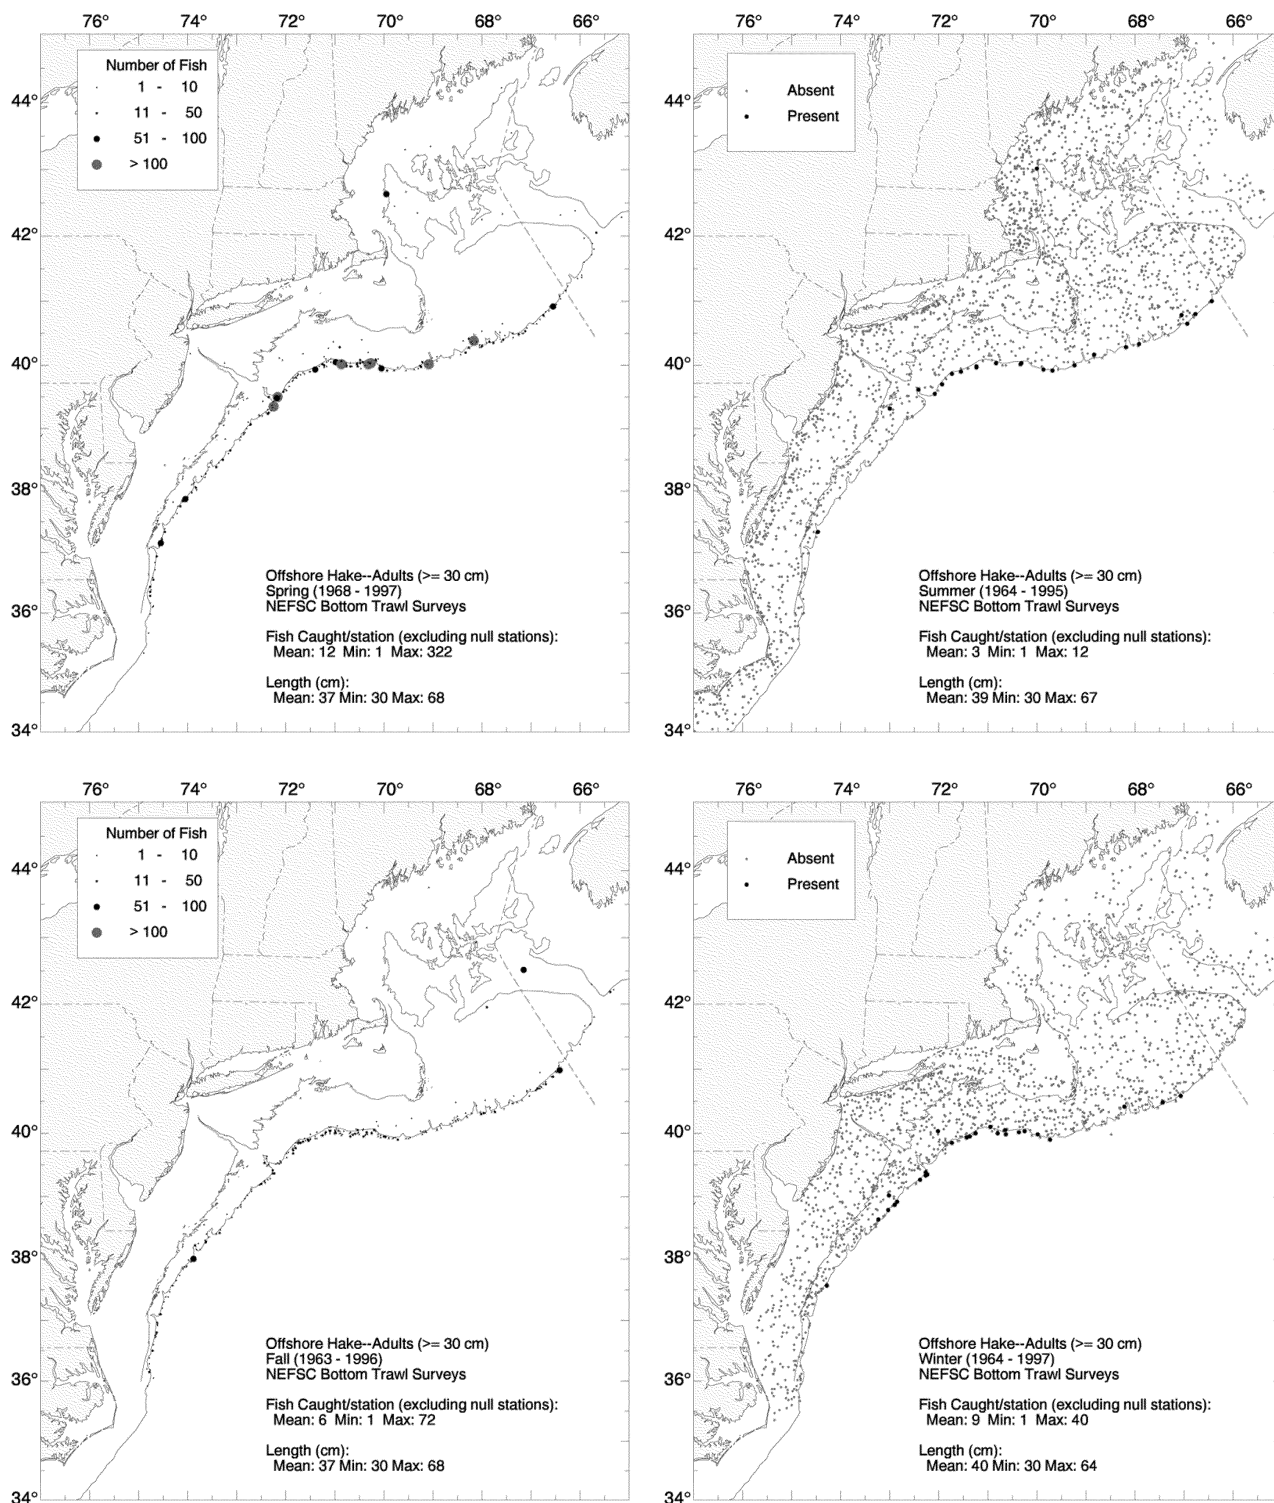 76° 74° 72° 70° 68° 66°
Number of Fish
1 - 10
11 - 50
51 - 100
> 100
44°
42°
40°
38°
36°
34°
Offshore Hake--Adults (>= 30 cm)
Spring (1968 - 1997)
NEFSC Bottom Trawl Surveys
Fish Caught/station (excluding null stations):
Mean: 12 Min: 1 Max: 322
Length (cm):
Mean: 37 Min: 30 Max: 68
76° 74° 72° 70° 68° 66°
Absent
Present
44°
42°
40°
38°
36°
34°
Offshore Hake--Adults (>= 30 cm)
Summer (1964 - 1995)
NEFSC Bottom Trawl Surveys
Fish Caught/station (excluding null stations):
Mean: 3 Min: 1 Max: 12
Length (cm):
Mean: 39 Min: 30 Max: 67
76° 74° 72° 70° 68° 66°
Number of Fish
1 - 10
11 - 50
51 - 100
> 100
44°
42°
40°
38°
36°
34°
Offshore Hake--Adults (>= 30 cm)
Fall (1963 - 1996)
NEFSC Bottom Trawl Surveys
Fish Caught/station (excluding null stations):
Mean: 6 Min: 1 Max: 72
Length (cm):
Mean: 37 Min: 30 Max: 68
76° 74° 72° 70° 68° 66°
Absent
Present
44°
42°
40°
38°
36°
34°
Offshore Hake--Adults (>= 30 cm)
Winter (1964 - 1997)
NEFSC Bottom Trawl Surveys
Fish Caught/station (excluding null stations):
Mean: 9 Min: 1 Max: 40
Length (cm):
Mean: 40 Min: 30 Max: 64